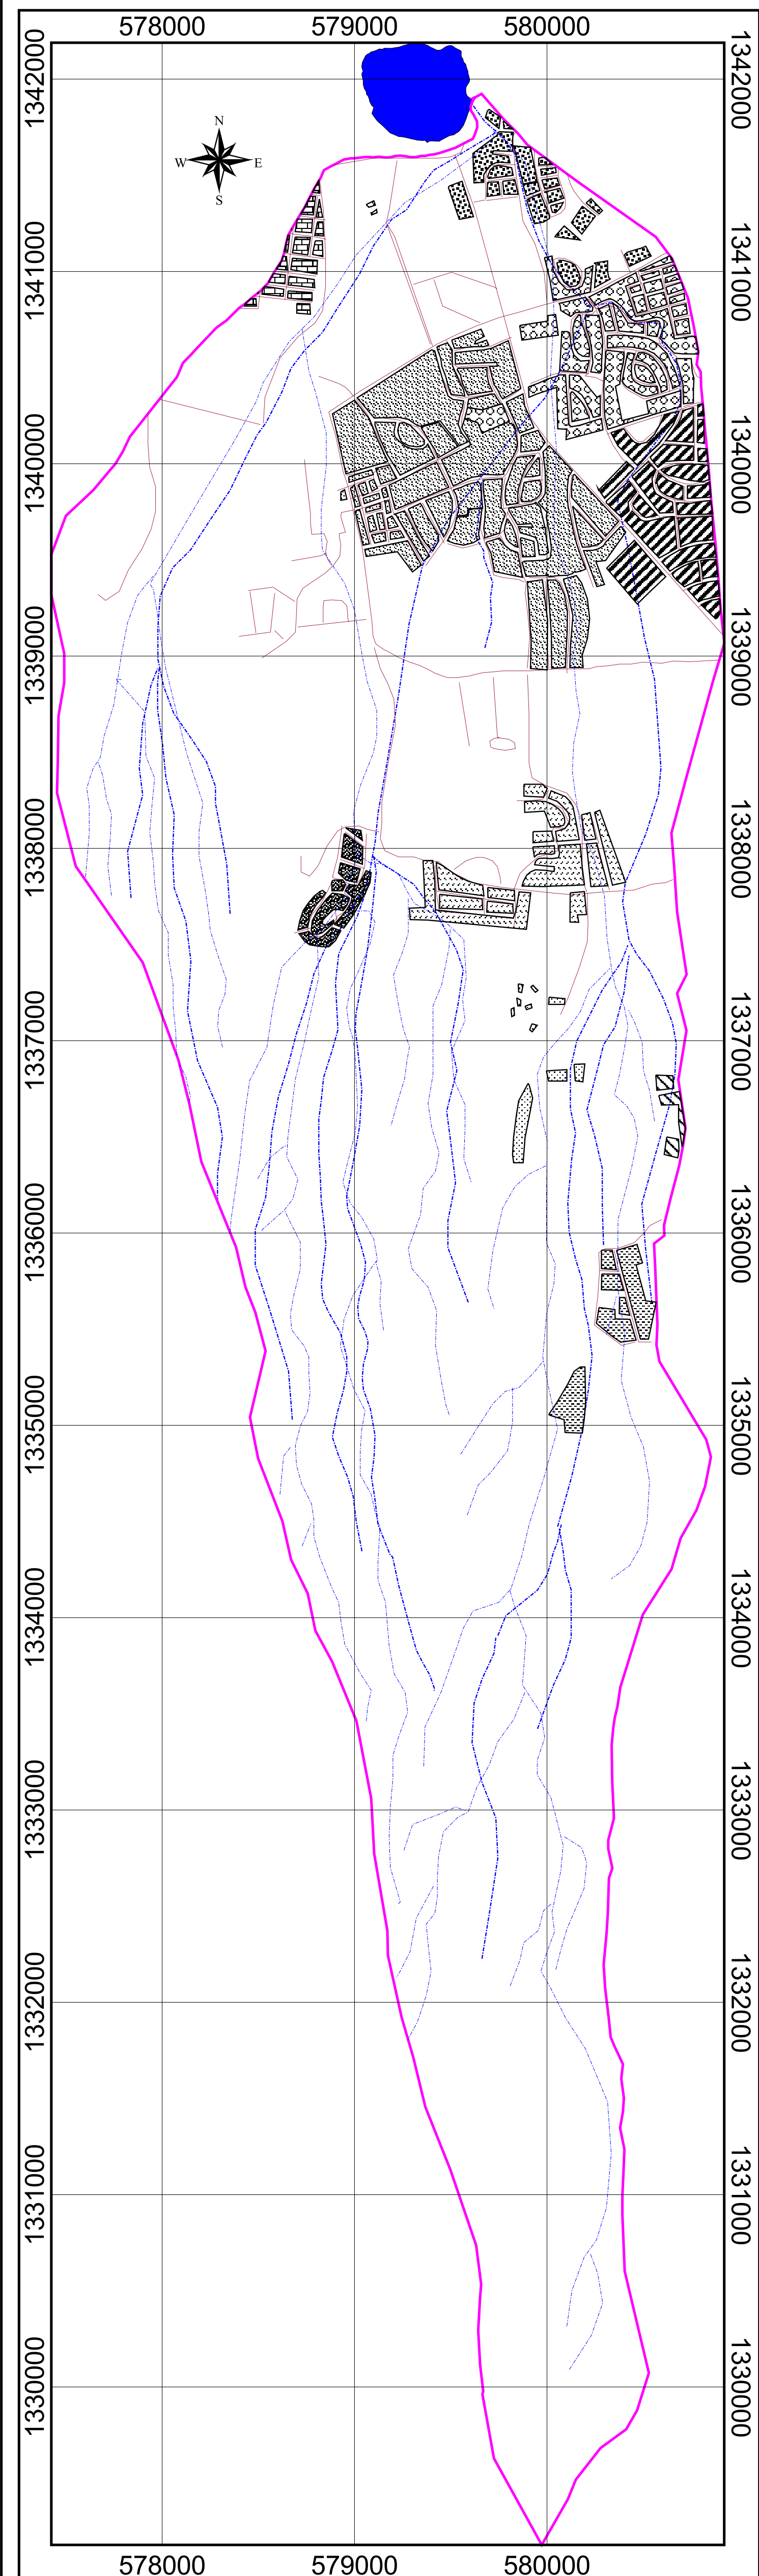 578000 579000 580000
1342000 1342000
N
W E
S
1341000 1341000
1340000 1340000
1339000 1339000
1338000 1338000
1337000 1337000
1336000 1336000
1335000 1335000
1334000 1334000
1333000 1333000
1332000 1332000
1331000 1331000
1330000 1330000
578000 579000 580000